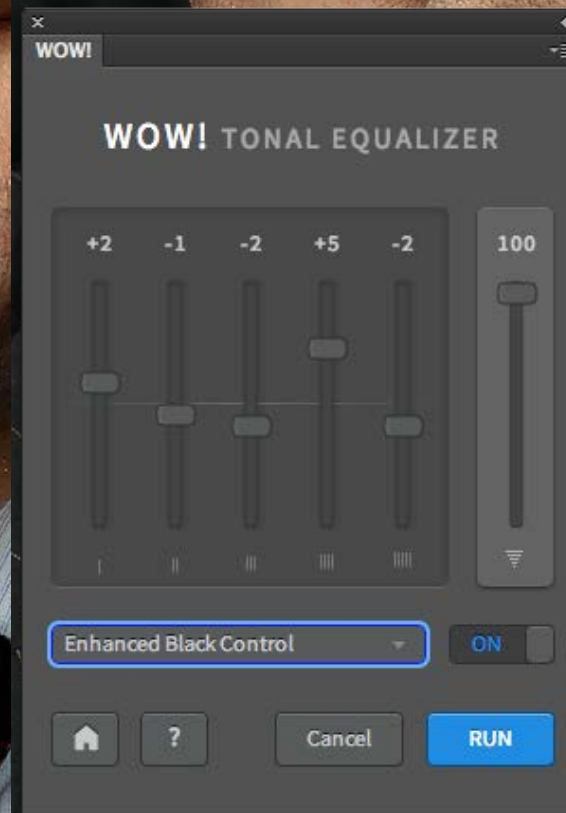 WOW!
WOW! TONAL EQUALIZER
+2 -1 -2 +5 -2 100
Enhanced Black Control
ON
? Cancel RUN